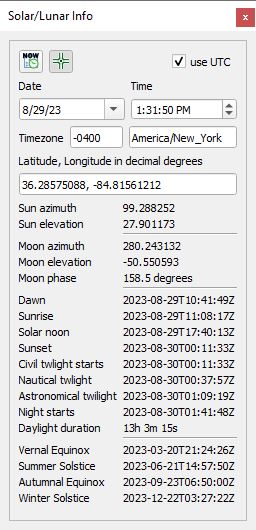 Solar/Lunar Info
x
NOW
use UTC
Date Time
8/29/23 1:31:50 PM
Timezone -0400 America/New_York
Latitude, Longitude in decimal degrees
36.28575088, -84.81561212
Sun azimuth 99.288252
Sun elevation 27.901173
Moon azimuth 280.243132
Moon elevation -50.550593
Moon phase 158.5 degrees
Dawn 2023-08-29T10:41:49Z
Sunrise 2023-08-29T11:08:17Z
Solar noon 2023-08-29T17:40:13Z
Sunset 2023-08-30T00:11:33Z
Civil twlight starts 2023-08-30T00:11:33Z
Nautical twlight 2023-08-30T00:37:57Z
Astronomical twilight 2023-08-30T01:09:19Z
Night starts 2023-08-30T01:41:48Z
Daylight duration 13h 3m 15s
Vernal Equinox 2023-03-20T21:24:26Z
Summer Solstice 2023-06-21T14:57:50Z
Autumnal Equinox 2023-09-23T06:50:00Z
Winter Solstice 2023-12-22T03:27:22Z